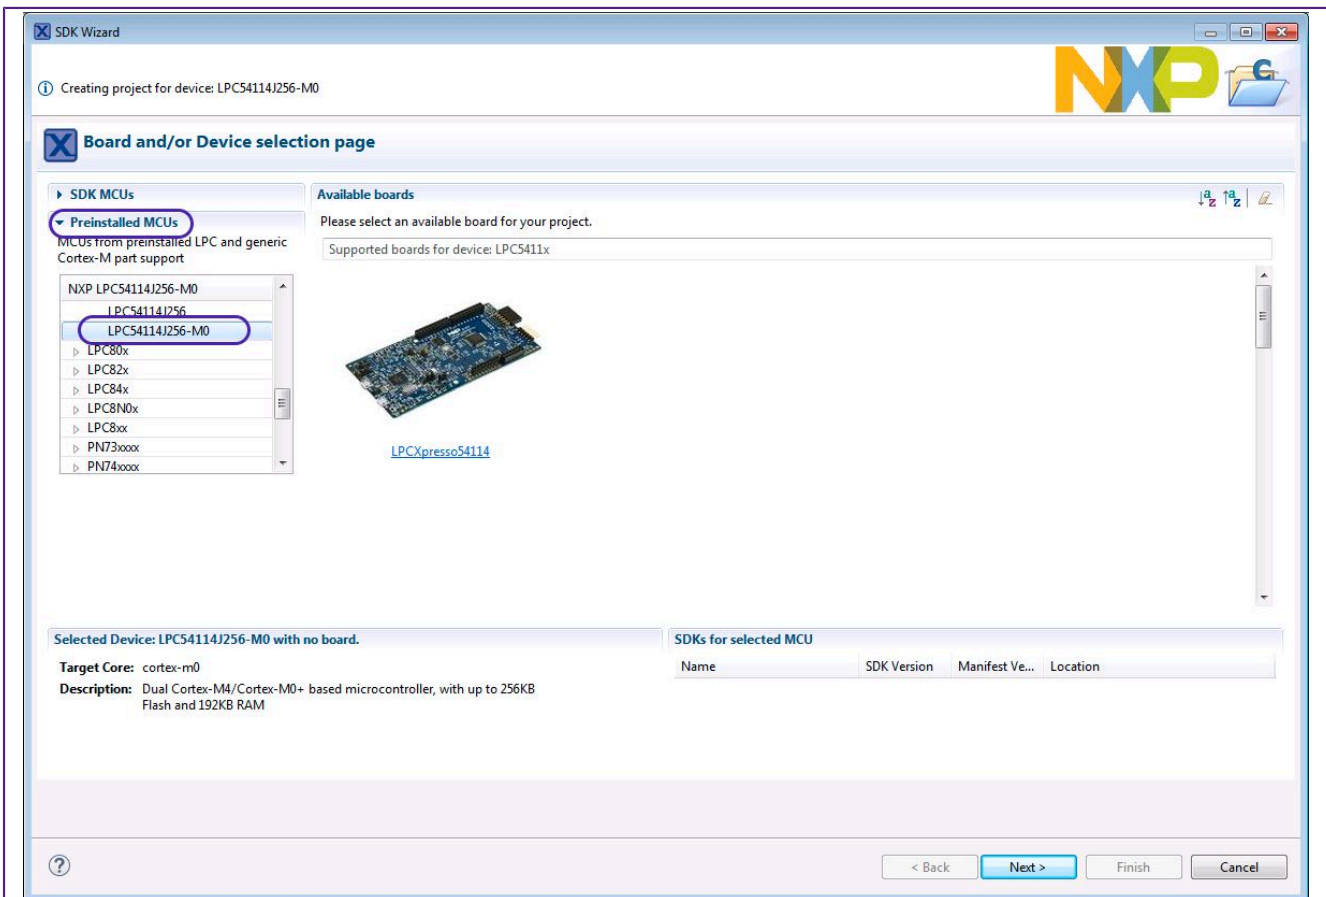 SDK Wizard
Creating project for device: LPC54114J256-M0
NXP
Board and/or Device selection page
SDK MCUs
Preinstalled MCUs
MCUs from preinstalled LPC and generic
Cortex-M part support
NXP LPC54114J256-M0
LPC54114J256
LPC54114J256-M0
LPC80x
LPC82x
LPC84x
LPC8N0x
LPC8xx
PN73xxxx
PN74xxxx
Available boards
Please select an available board for your project.
Supported boards for device: LPC5411x
LPCXpresso54114
Selected Device: LPC54114J256-M0 with no board.
Target Core: cortex-m0
Description: Dual Cortex-M4/Cortex-M0+ based microcontroller, with up to 256KB
Flash and 192KB RAM
SDKs for selected MCU
Name SDK Version Manifest Ve... Location
< Back Next > Finish Cancel